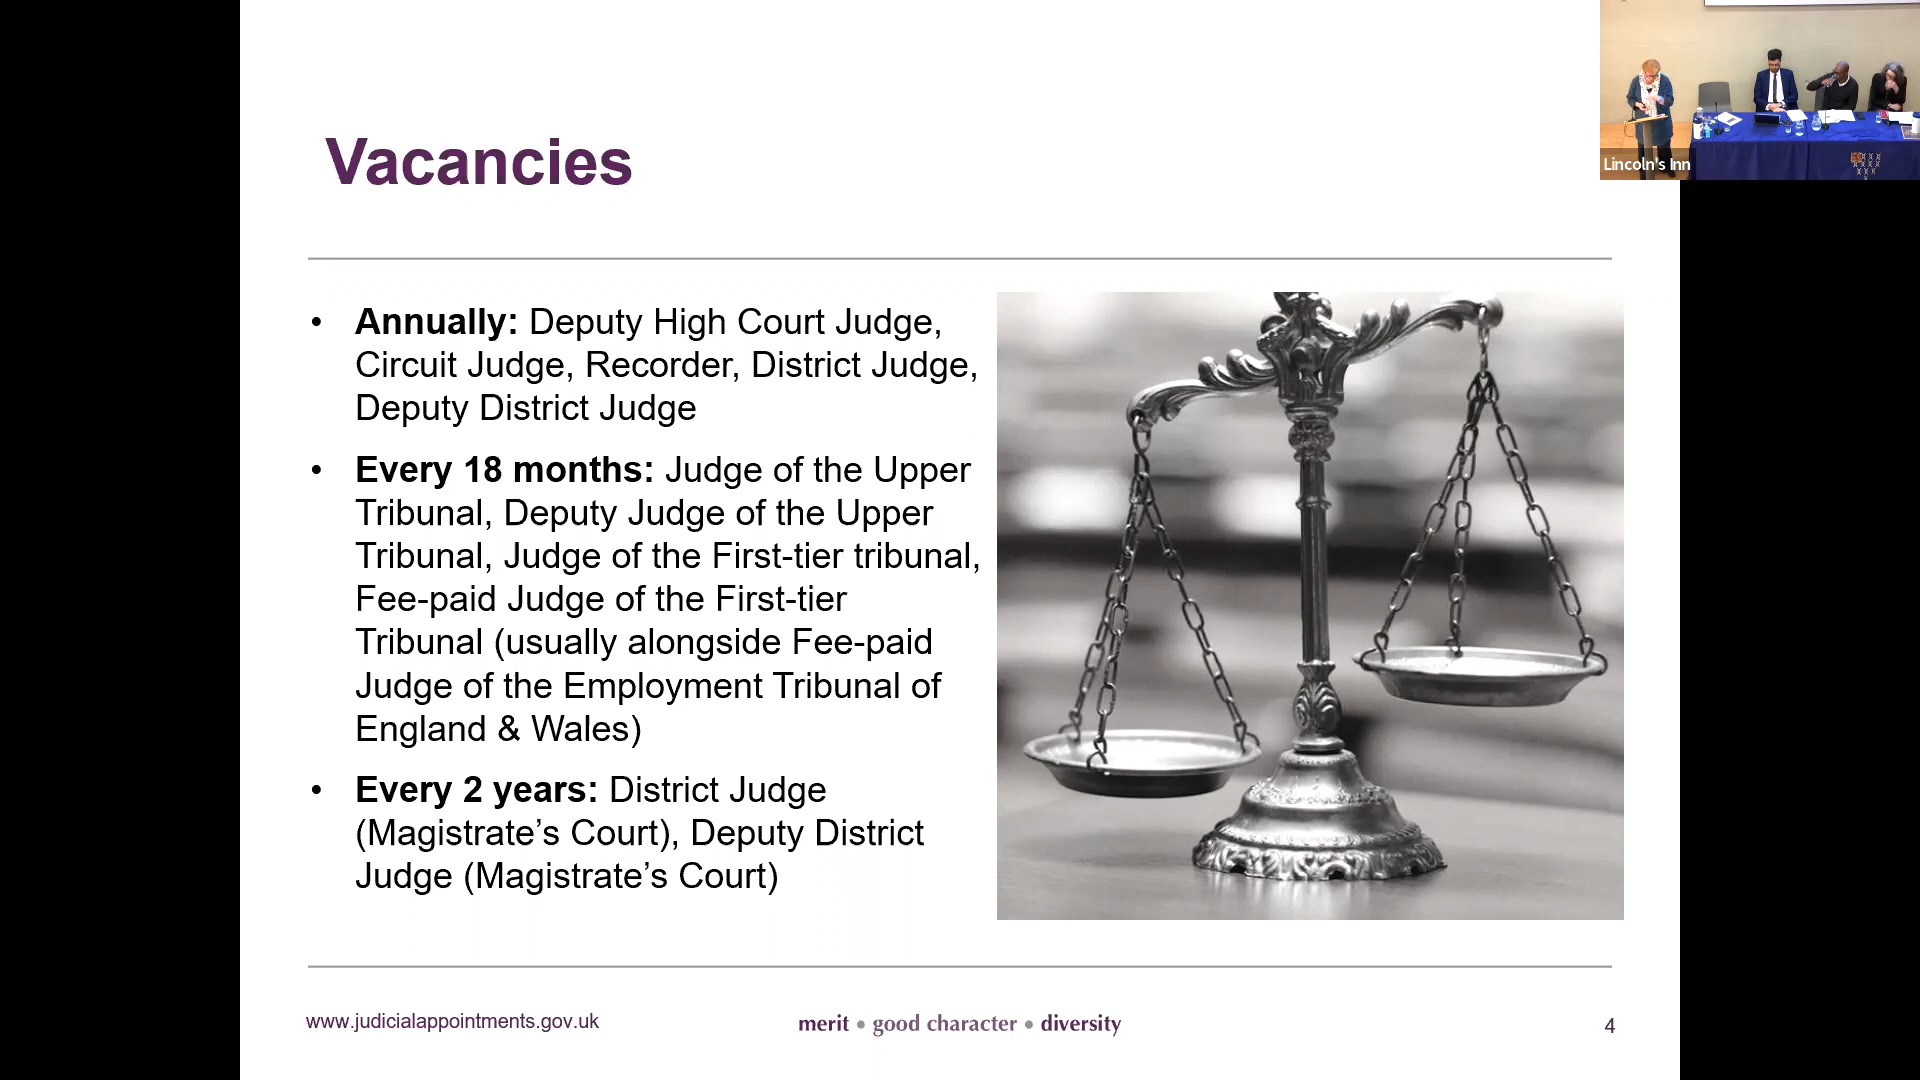 Lincoln's Inn
Vacancies
• Annually: Deputy High Court Judge,
Circuit Judge, Recorder, District Judge,
Deputy District Judge
• Every 18 months: Judge of the Upper
Tribunal, Deputy Judge of the Upper
Tribunal, Judge of the First-tier tribunal,
Fee-paid Judge of the First-tier
Tribunal (usually alongside Fee-paid
Judge of the Employment Tribunal of
England & Wales)
• Every 2 years: District Judge
(Magistrate’s Court), Deputy District
Judge (Magistrate’s Court)
www.judicialappointments.gov.uk
merit • good character • diversity
4